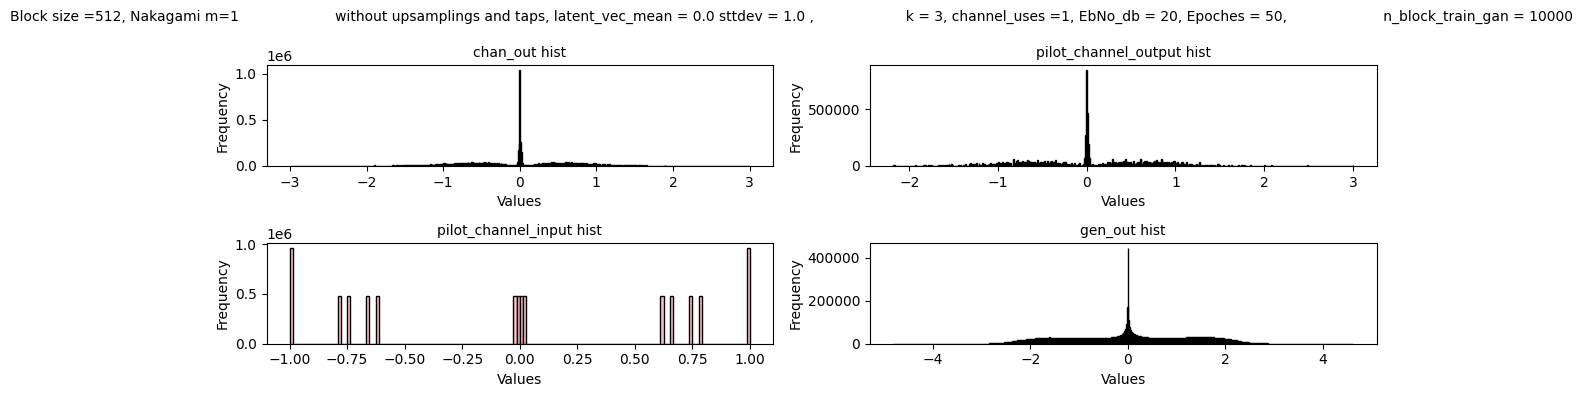 Block size =512, Nakagami m=1 without upsamplings and taps, latent_vec_mean = 0.0 sttdev = 1.0 , k = 3, channel_uses =1, EbNo_db = 20, Epoches = 50, n_block_train_gan = 10000
chan_out hist
1e6
Frequency
1.0
0.5
0.0
−3 −2 −1 0 1 2 3
Values
pilot_channel_output hist
Frequency
500000
0
−2 −1 0 1 2 3
Values
pilot_channel_input hist
1e6
Frequency
1.0
0.5
0.0
−1.00 −0.75 −0.50 −0.25 0.00 0.25 0.50 0.75 1.00
Values
gen_out hist
Frequency
400000
200000
0
−4 −2 0 2 4
Values